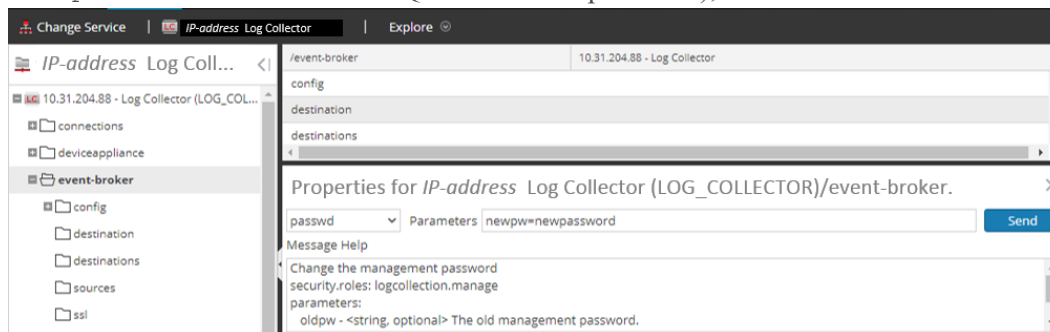 Change Service | LC IP-address Log Collector | Explore
IP-address Log Coll...
LC 10.31.204.88 - Log Collector (LOG_COL...
connections
deviceappliance
event-broker
config
destination
destinations
sources
ssl
/event-broker 10.31.204.88 - Log Collector
config
destination
destinations
Properties for IP-address Log Collector (LOG_COLLECTOR)/event-broker.
passwd Parameters newpw=newpassword Send
Message Help
Change the management password
security.roles: logcollection.manage
parameters:
oldpw - <string, optional> The old management password.